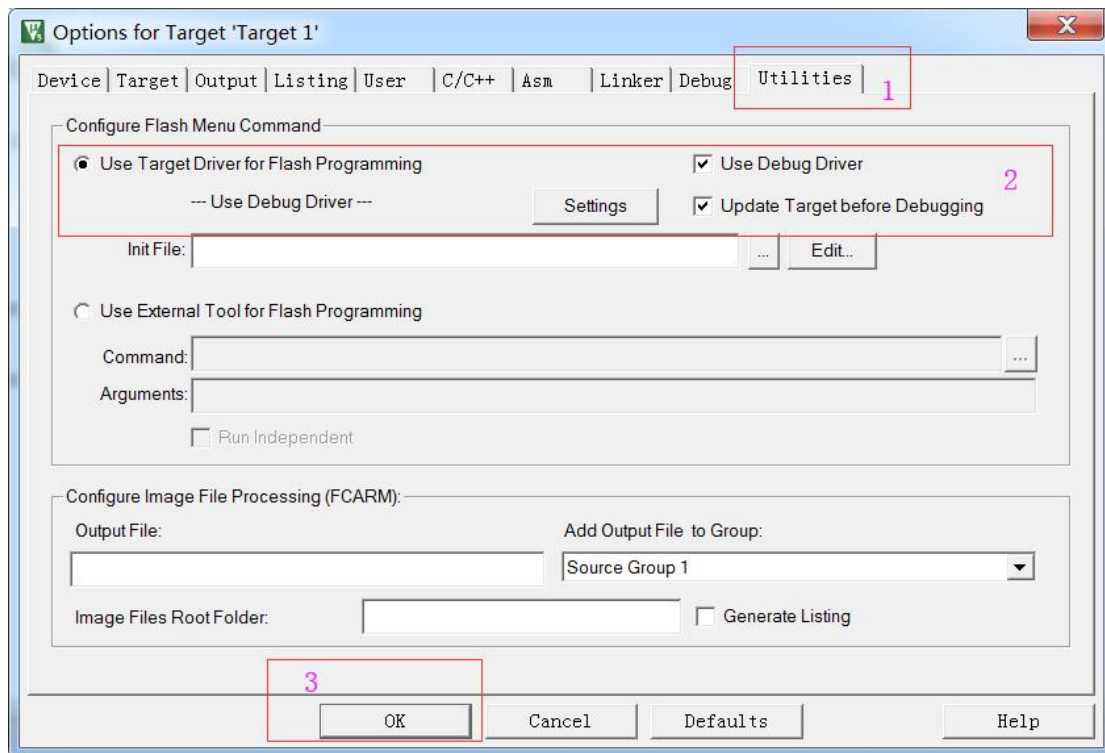 Options for Target 'Target 1'
Device Target Output Listing User C/C++ Asm Linker Debug Utilities
1
Configure Flash Menu Command
Use Target Driver for Flash Programming Use Debug Driver
2
--- Use Debug Driver --- Settings Update Target before Debugging
Init File: ... Edit...
Use External Tool for Flash Programming
Command: ...
Arguments:
Run Independent
Configure Image File Processing (FCARM):
Output File: Add Output File to Group:
Source Group 1
Image Files Root Folder: Generate Listing
3
OK Cancel Defaults Help